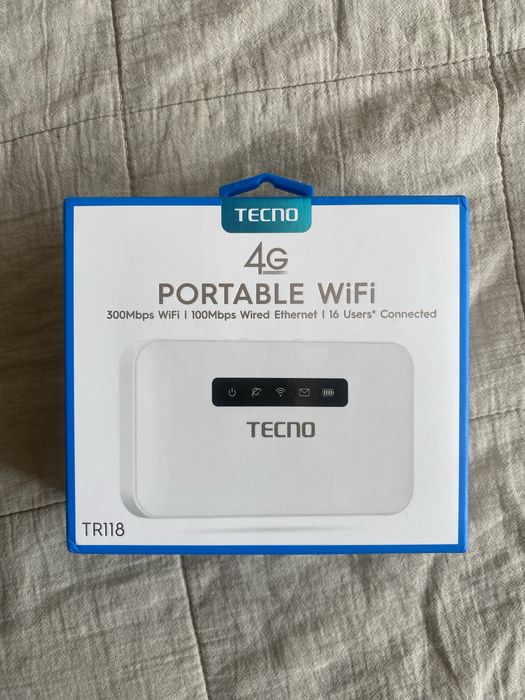 TECNO
4G
PORTABLE WiFi
300Mbps WiFi | 100Mbps Wired Ethernet | 16 Users* Connected
TECNO
TR118